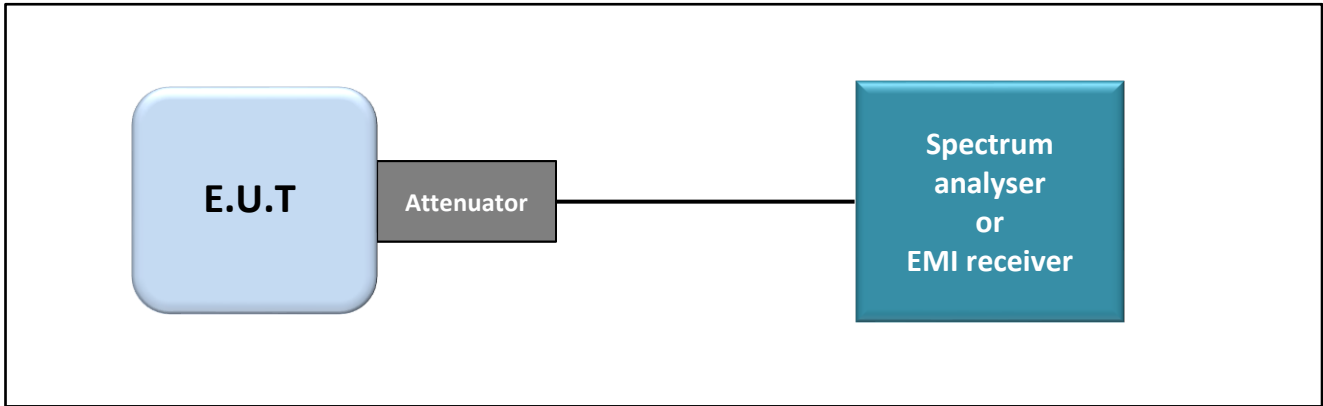 E.U.T
Attenuator
Spectrum
analyser
or
EMI receiver